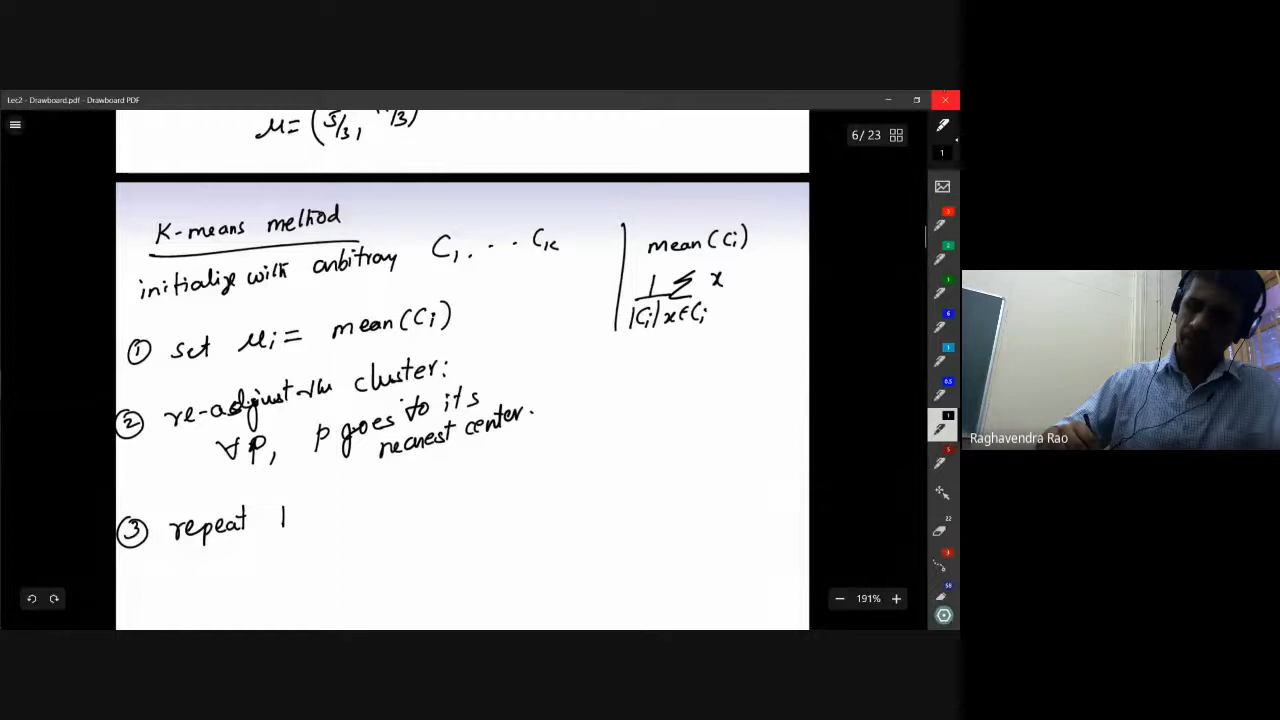 Lec2 - Drawboard.pdf - Drawboard PDF
μ= (5/3, /3)
6/ 23
1
K-means method
initialize with arbitray C1, . . . Ck
mean(Ci)
1/|Ci| Σ x∈Ci x
① set μi= mean(Ci)
② re-adjust the cluster:
∀P, p goes to its
nearest center.
③ repeat 1
Raghavendra Rao
191%